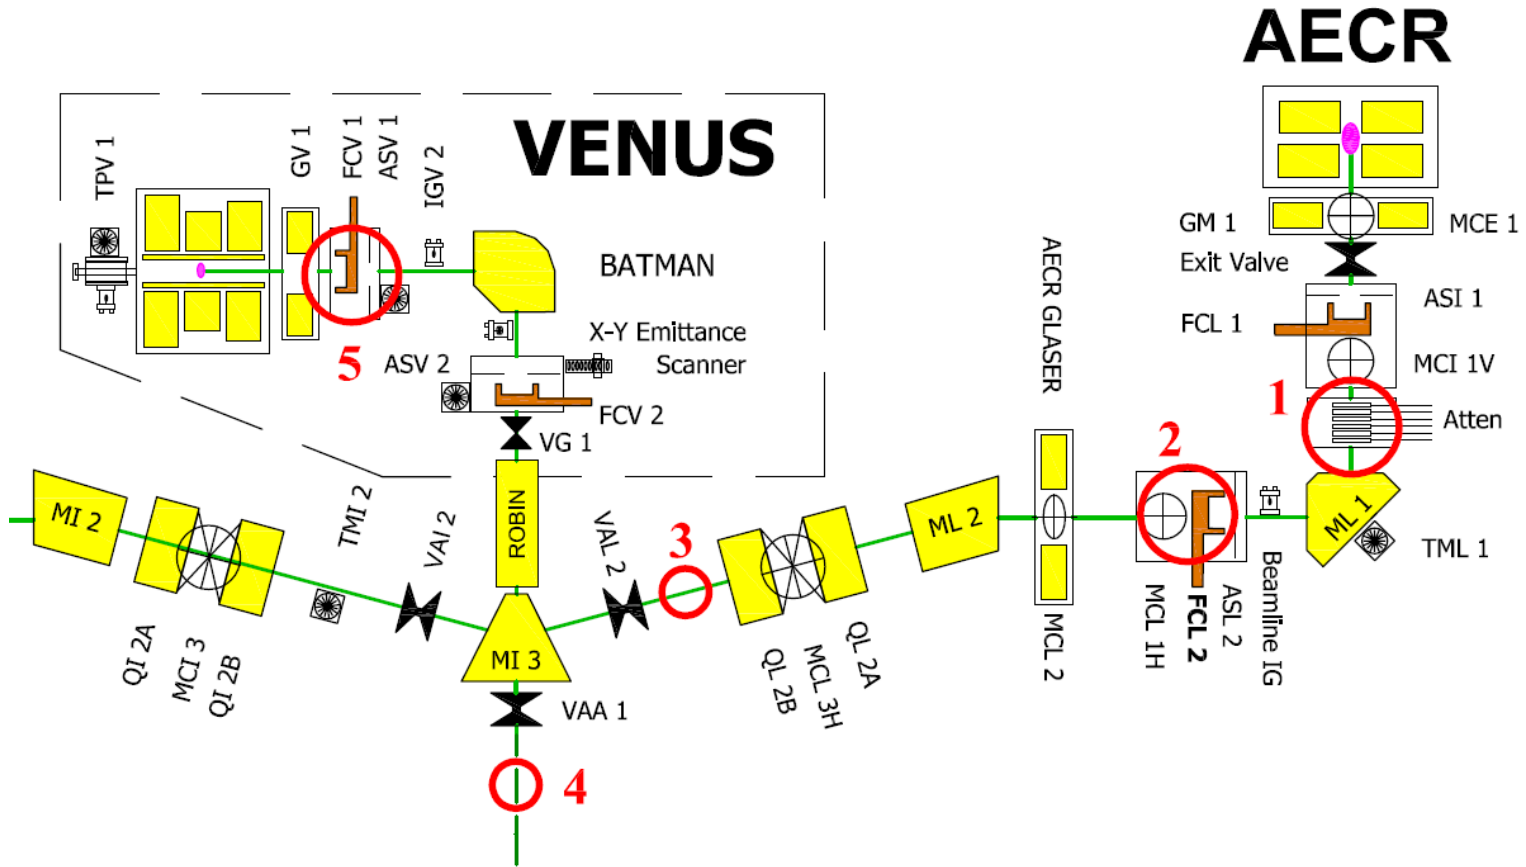 AECR
VENUS
TPV 1
GV 1
FCV 1
ASV 1
IGV 2
GM 1
MCE 1
Exit Valve
ASI 1
FCL 1
MCI 1V
BATMAN
X-Y Emittance
Scanner
5
ASV 2
FCV 2
VG 1
AECR GLASER
1
Atten
2
ML 1
TML 1
MI 2
TMI 2
VAI 2
ROBIN
VAL 2
3
ML 2
QI 2A
MCI 3
QI 2B
MI 3
QL 2B
MCL 3H
QL 2A
MCL 2
MCL 1H
FCL 2
ASL 2
Beamline IG
VAA 1
4